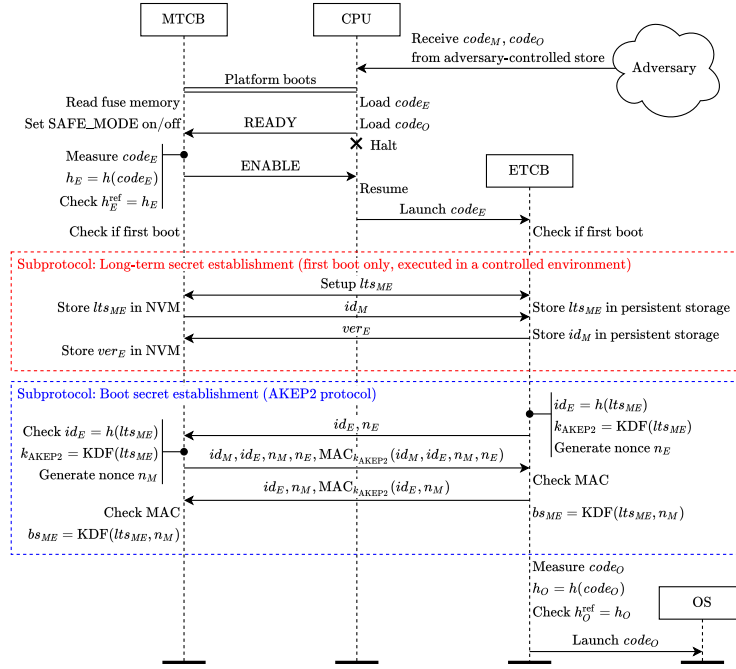 MTCB
CPU
Receive code_M, code_O
from adversary-controlled store
Adversary
Platform boots
Read fuse memory
Load code_E
Set SAFE_MODE on/off
READY
Load code_O
Halt
Measure code_E
h_E = h(code_E)
Check h_E^ref = h_E
ENABLE
Resume
ETCB
Launch code_E
Check if first boot
Check if first boot
Subprotocol: Long-term secret establishment (first boot only, executed in a controlled environment)
Setup lts_ME
Store lts_ME in NVM
id_M
Store lts_ME in persistent storage
ver_E
Store id_M in persistent storage
Store ver_E in NVM
Subprotocol: Boot secret establishment (AKEP2 protocol)
id_E = h(lts_ME)
k_AKEP2 = KDF(lts_ME)
Generate nonce n_E
id_E, n_E
Check id_E = h(lts_ME)
k_AKEP2 = KDF(lts_ME)
Generate nonce n_M
id_M, id_E, n_M, n_E, MAC_k_AKEP2(id_M, id_E, n_M, n_E)
Check MAC
id_E, n_M, MAC_k_AKEP2(id_E, n_M)
Check MAC
bs_ME = KDF(lts_ME, n_M)
bs_ME = KDF(lts_ME, n_M)
Measure code_O
h_O = h(code_O)
Check h_O^ref = h_O
OS
Launch code_O